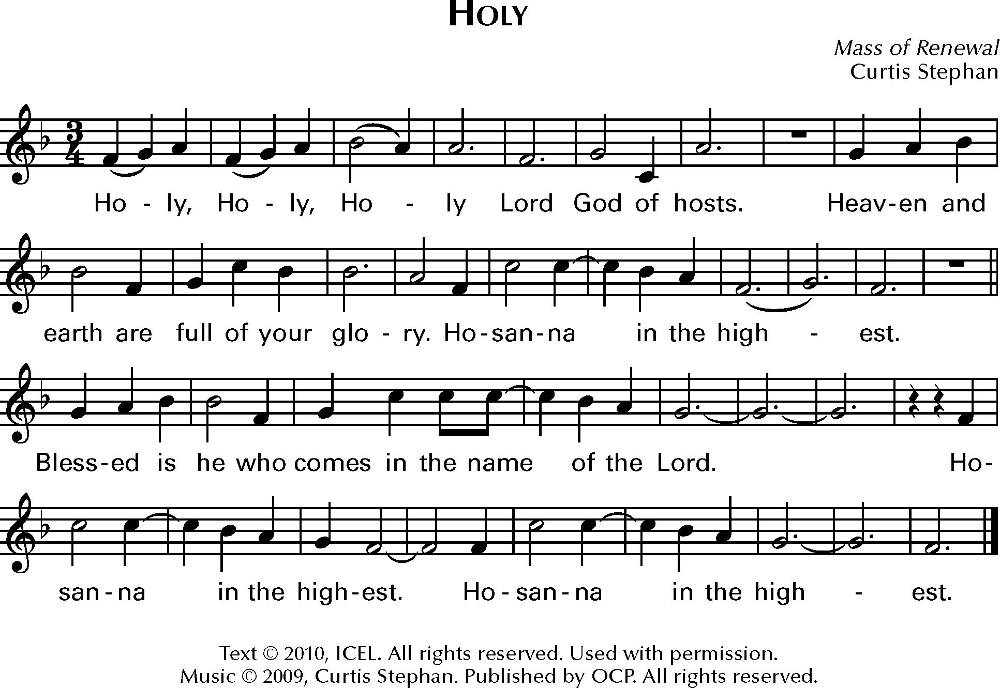 HOLY
Mass of Renewal
Curtis Stephan
3
4
Ho - ly, Ho - ly, Ho - ly Lord God of hosts. Heav-en and
earth are full of your glo - ry. Ho-san-na in the high - est.
Bless-ed is he who comes in the name of the Lord. Ho-
san-na in the high-est. Ho - san-na in the high - est.
Text © 2010, ICEL. All rights reserved. Used with permission.
Music © 2009, Curtis Stephan. Published by OCP. All rights reserved.